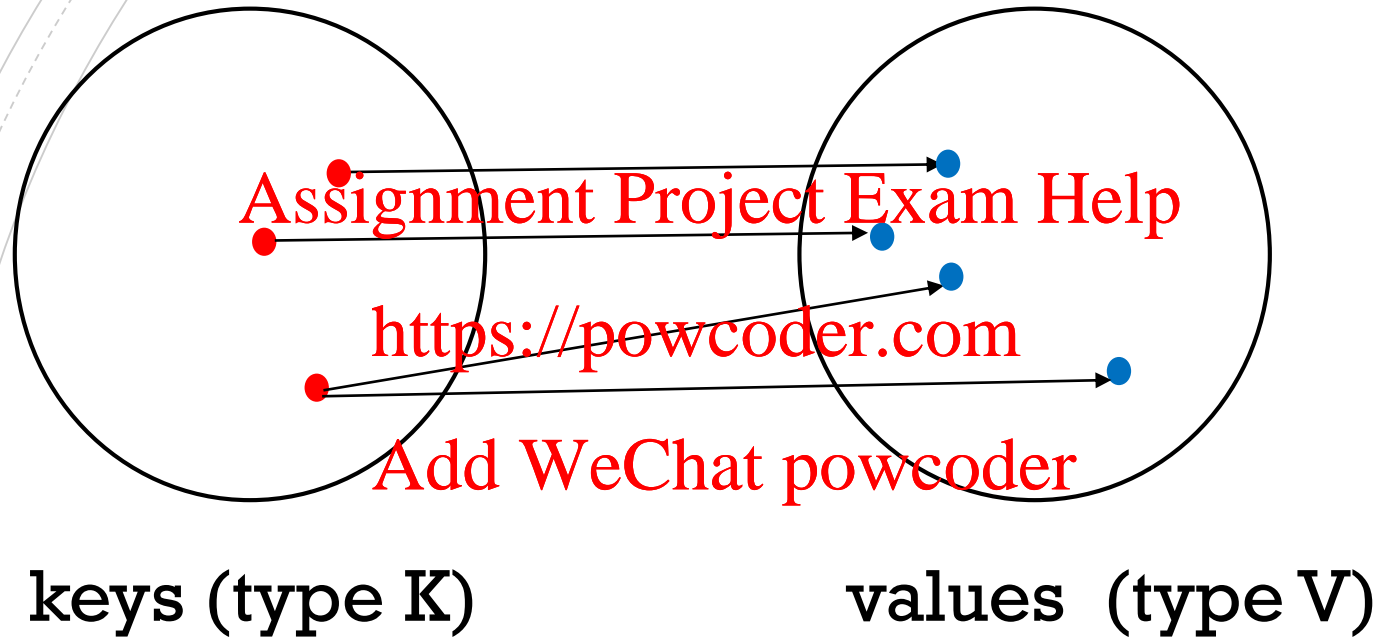 Assignment Project Exam Help
https://powcoder.com
Add WeChat powcoder
keys (type K) values (type V)